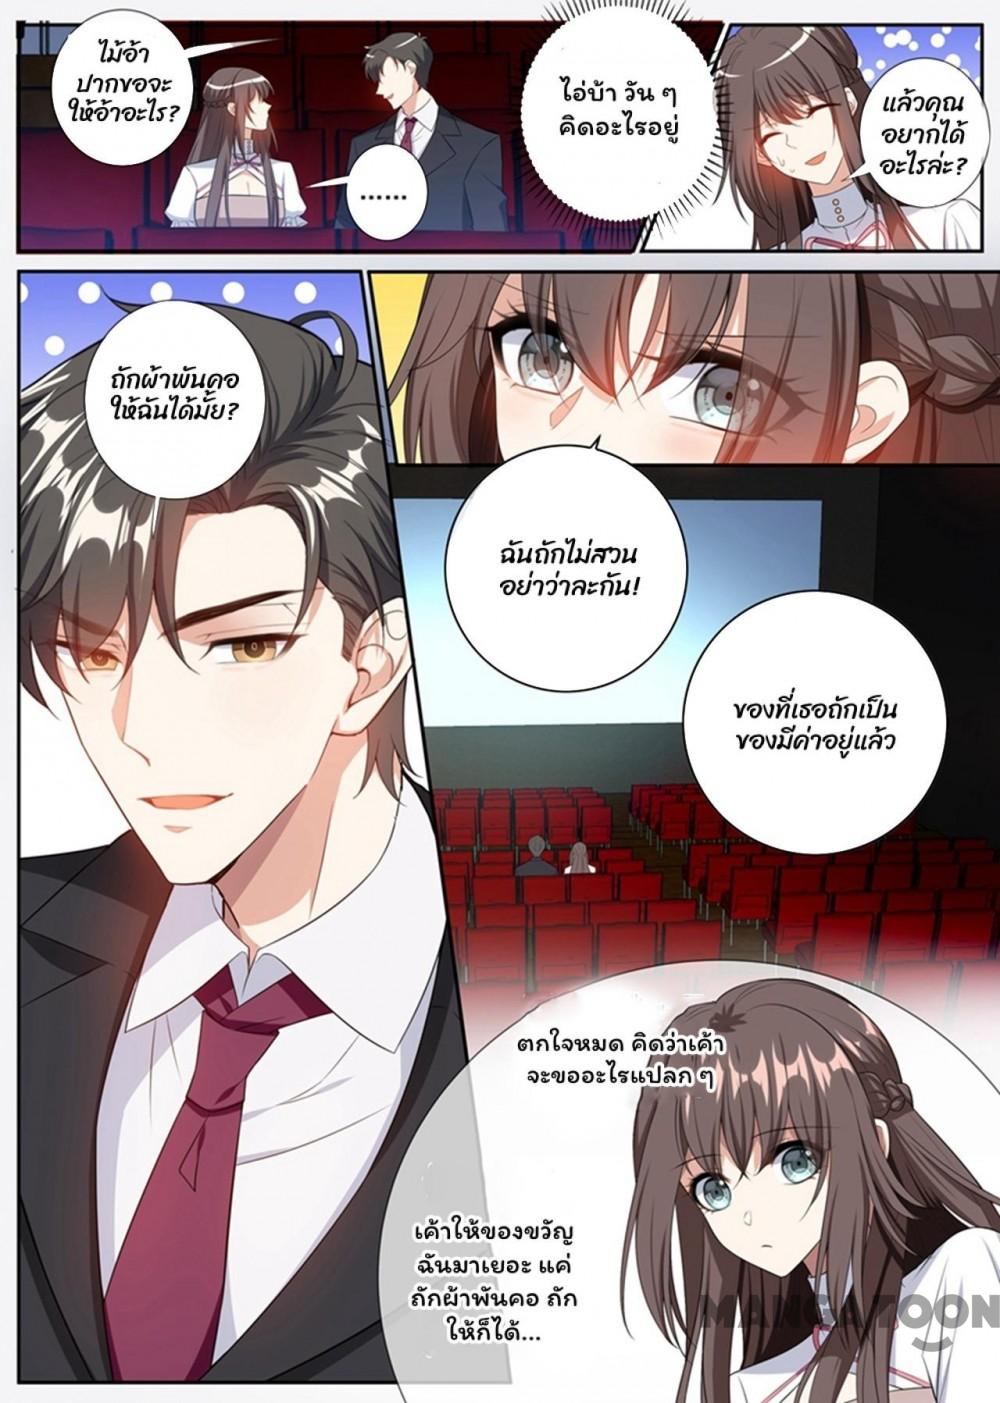 ไม้อ้า
ปากขอจะ
ให้อ้าอะไร?
......
ไอ่บ้า วัน ๆ
คิดอะไรอยู่
แล้วคุณ
อยากได้
อะไรล่ะ?
ถักผ้าพันคอ
ให้ฉันได้มั้ย?
ฉันถักไม่สวน
อย่าว่าละกัน!
ของที่เธอถักเป็น
ของมีค่าอยู่แล้ว
ตกใจหมด คิดว่าเค้า
จะขออะไรแปลก ๆ
เค้าให้ของขวัญ
ฉันมาเยอะ แค่
ถักผ้าพันคอ ถัก
ให้ก็ได้...
MANGATOON